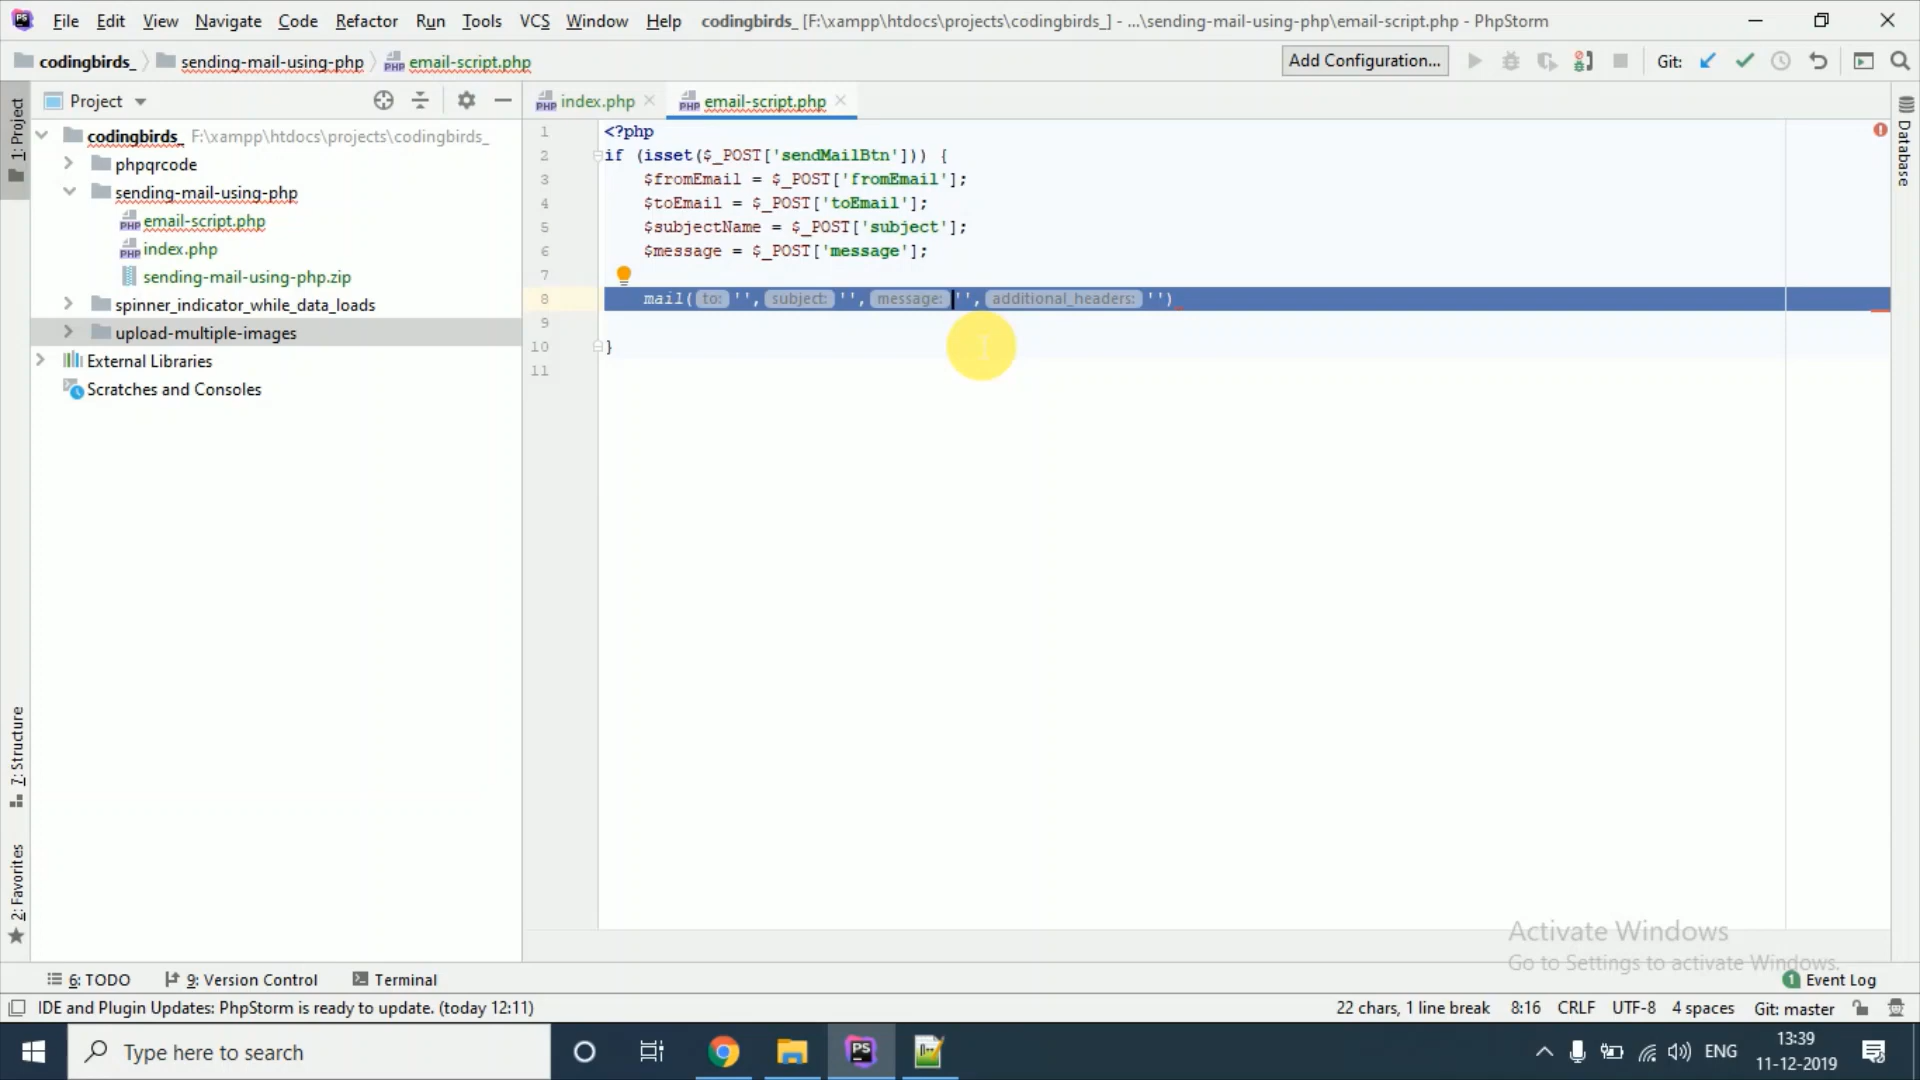 File Edit View Navigate Code Refactor Run Tools VCS Window Help codingbirds_ [F:\xampp\htdocs\projects\codingbirds_] - ...\sending-mail-using-php\email-script.php - PhpStorm
codingbirds_ sending-mail-using-php email-script.php Add Configuration... Git:
Project
index.php
email-script.php
1: Project
codingbirds_ F:\xampp\htdocs\projects\codingbirds_
phpqrcode
sending-mail-using-php
email-script.php
index.php
sending-mail-using-php.zip
spinner_indicator_while_data_loads
upload-multiple-images
External Libraries
Scratches and Consoles
7: Structure
2: Favorites
1 <?php
2 if (isset($_POST['sendMailBtn'])) {
3 $fromEmail = $_POST['fromEmail'];
4 $toEmail = $_POST['toEmail'];
5 $subjectName = $_POST['subject'];
6 $message = $_POST['message'];
7
8 mail( to: '', subject: '', message: '', additional_headers: '')
9
10 }
11
Database
Activate Windows
Go to Settings to activate Windows.
6: TODO 9: Version Control Terminal 1 Event Log
IDE and Plugin Updates: PhpStorm is ready to update. (today 12:11) 22 chars, 1 line break 8:16 CRLF UTF-8 4 spaces Git: master
Type here to search
PS
ENG
13:39
11-12-2019